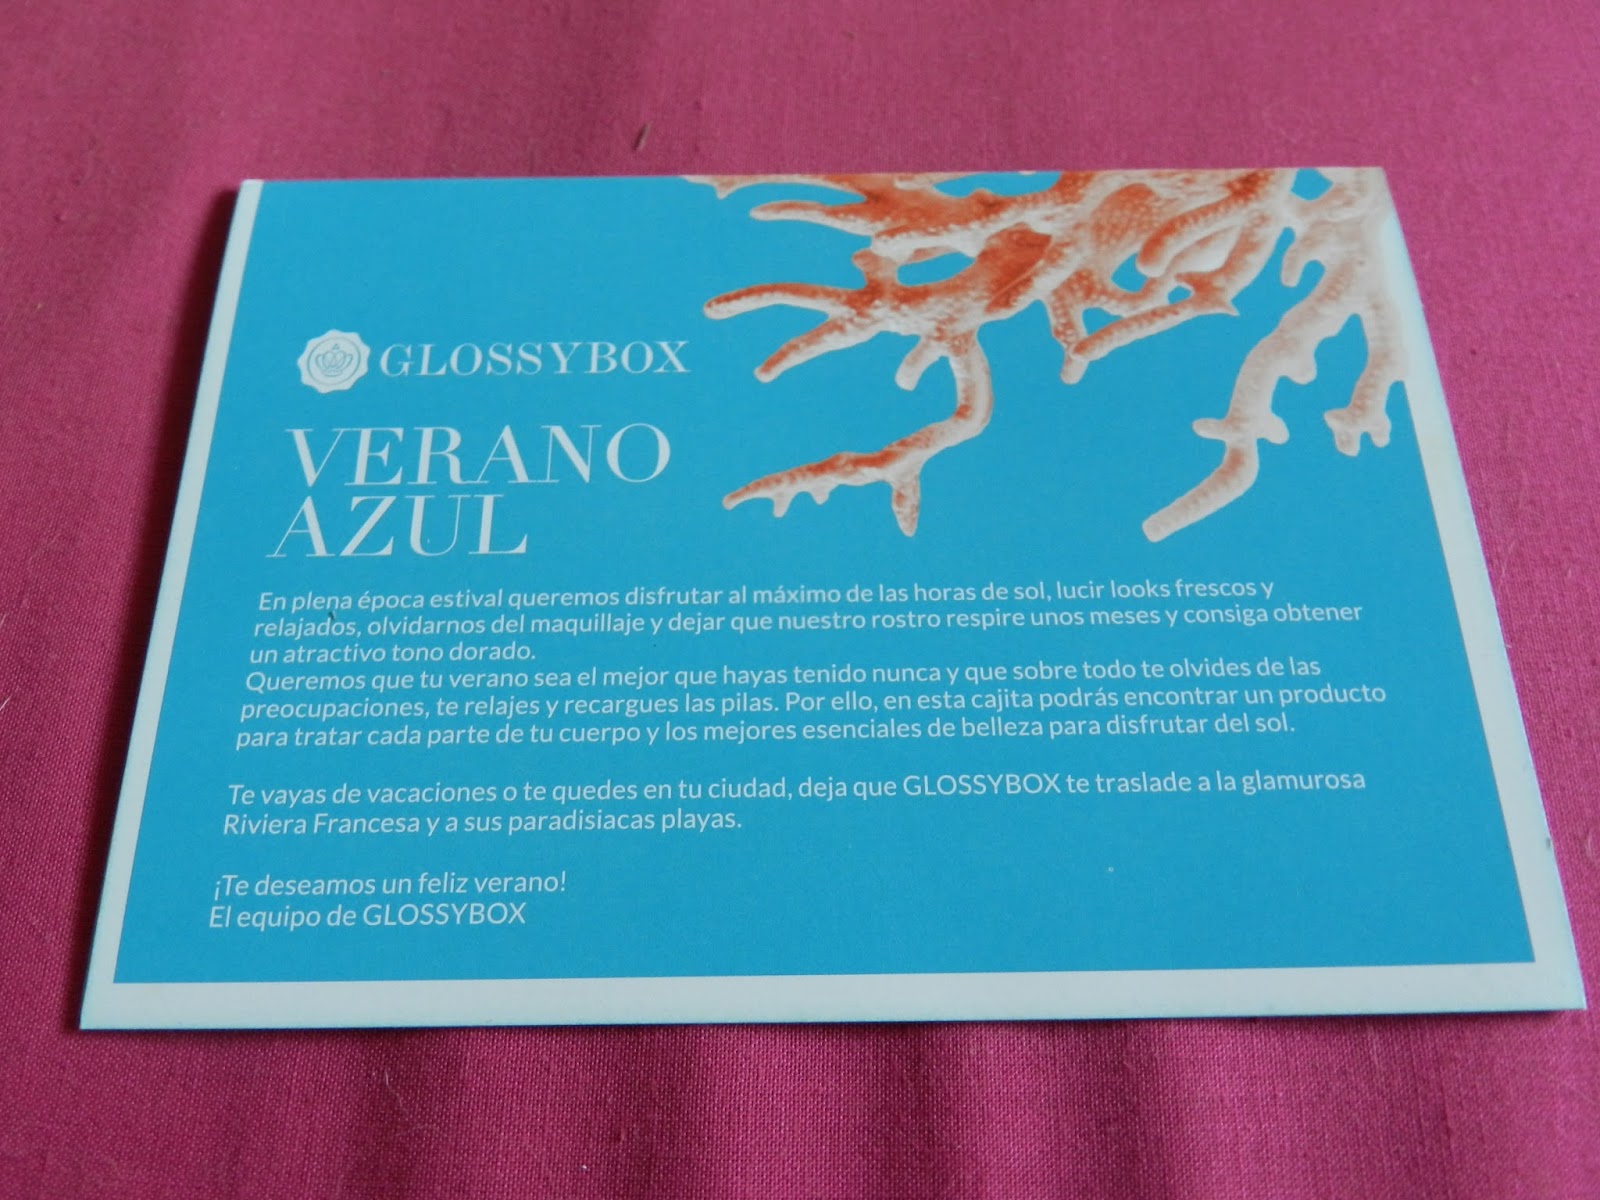 GLOSSYBOX
VERANO
AZUL
En plena época estival queremos disfrutar al máximo de las horas de sol, lucir looks frescos y
relajados, olvidarnos del maquillaje y dejar que nuestro rostro respire unos meses y consiga obtener
un atractivo tono dorado.
Queremos que tu verano sea el mejor que hayas tenido nunca y que sobre todo te olvides de las
preocupaciones, te relajes y recargues las pilas. Por ello, en esta cajita podrás encontrar un producto
para tratar cada parte de tu cuerpo y los mejores esenciales de belleza para disfrutar del sol.
Te vayas de vacaciones o te quedes en tu ciudad, deja que GLOSSYBOX te traslade a la glamurosa
Riviera Francesa y a sus paradisiacas playas.
¡Te deseamos un feliz verano!
El equipo de GLOSSYBOX